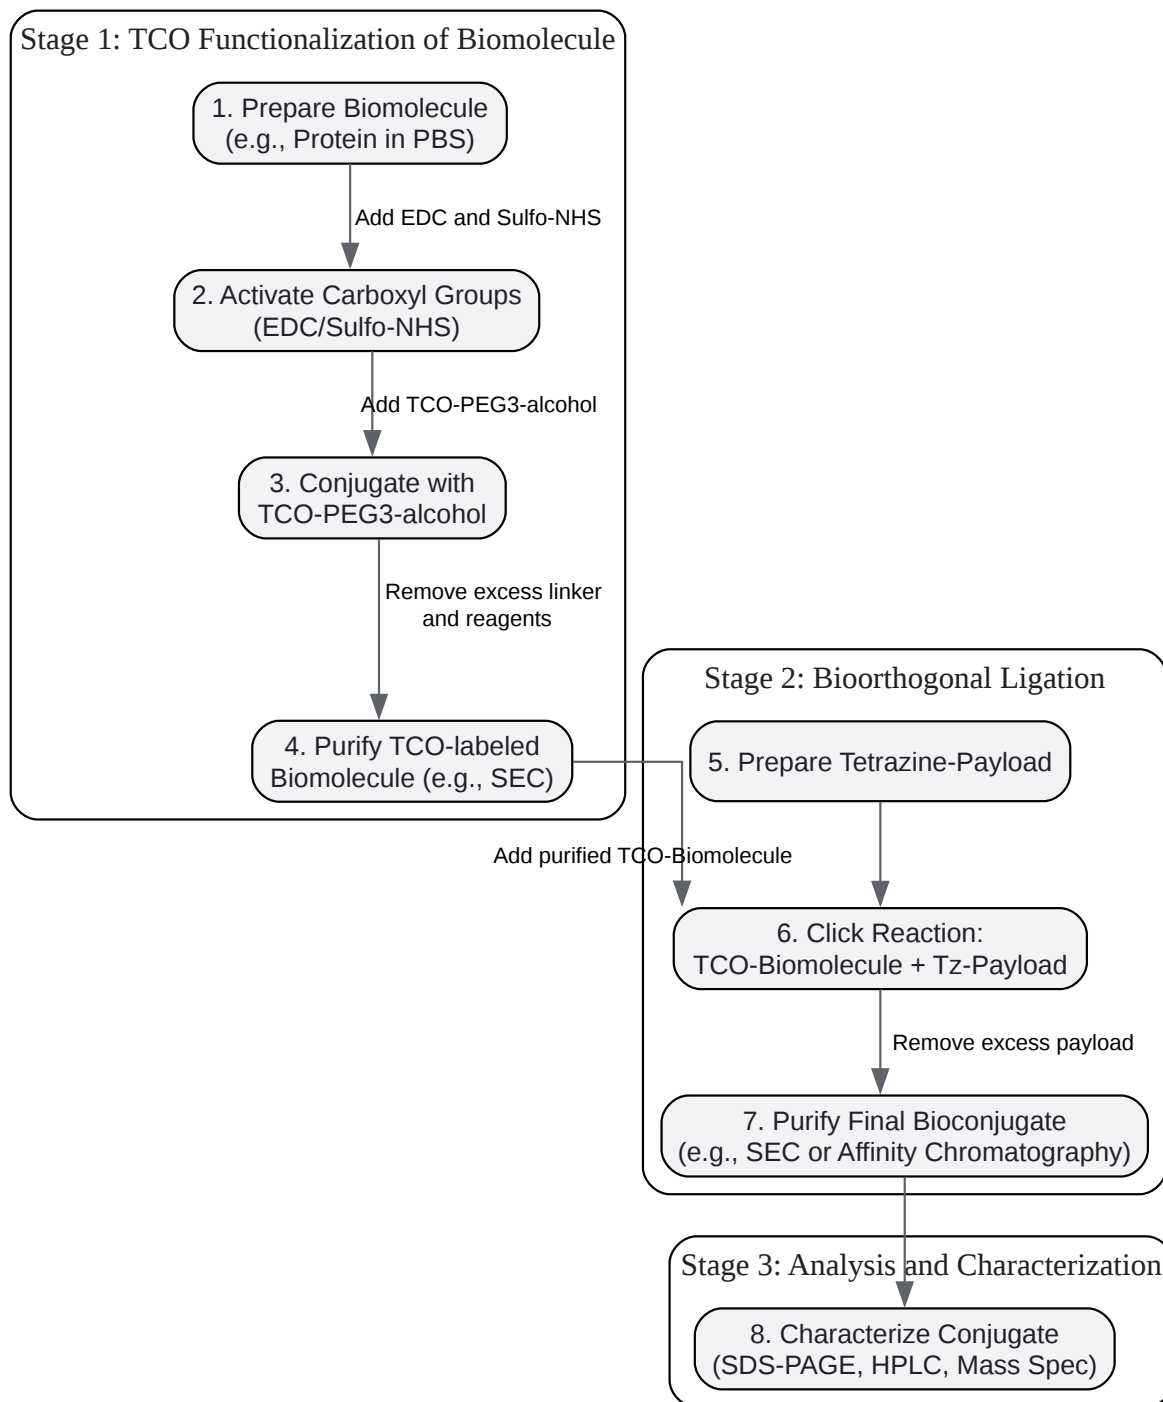 Stage 1: TCO Functionalization of Biomolecule
1. Prepare Biomolecule
(e.g., Protein in PBS)
Add EDC and Sulfo-NHS
2. Activate Carboxyl Groups
(EDC/Sulfo-NHS)
Add TCO-PEG3-alcohol
3. Conjugate with
TCO-PEG3-alcohol
Remove excess linker
and reagents
4. Purify TCO-labeled
Biomolecule (e.g., SEC)
Stage 2: Bioorthogonal Ligation
5. Prepare Tetrazine-Payload
Add purified TCO-Biomolecule
6. Click Reaction:
TCO-Biomolecule + Tz-Payload
Remove excess payload
7. Purify Final Bioconjugate
(e.g., SEC or Affinity Chromatography)
Stage 3: Analysis and Characterization
8. Characterize Conjugate
(SDS-PAGE, HPLC, Mass Spec)